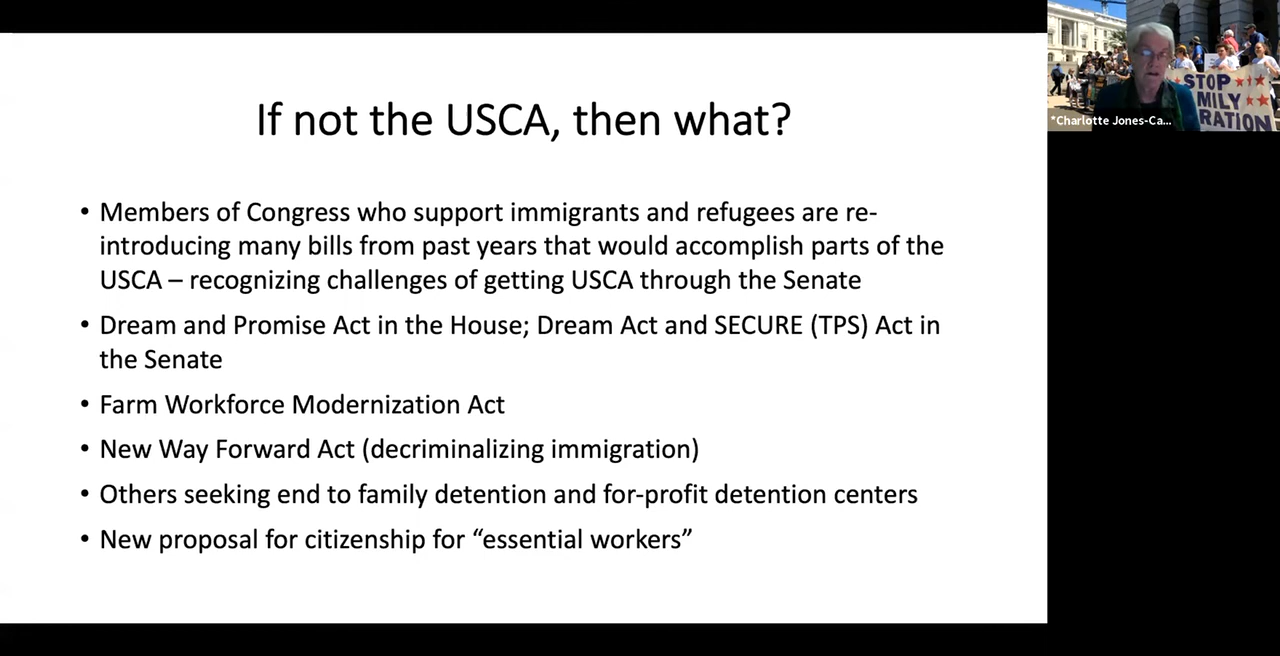 If not the USCA, then what?
• Members of Congress who support immigrants and refugees are re-
introducing many bills from past years that would accomplish parts of the
USCA – recognizing challenges of getting USCA through the Senate
• Dream and Promise Act in the House; Dream Act and SECURE (TPS) Act in
the Senate
• Farm Workforce Modernization Act
• New Way Forward Act (decriminalizing immigration)
• Others seeking end to family detention and for-profit detention centers
• New proposal for citizenship for “essential workers”
STOP
MILY
RATION
*Charlotte Jones-Ca...